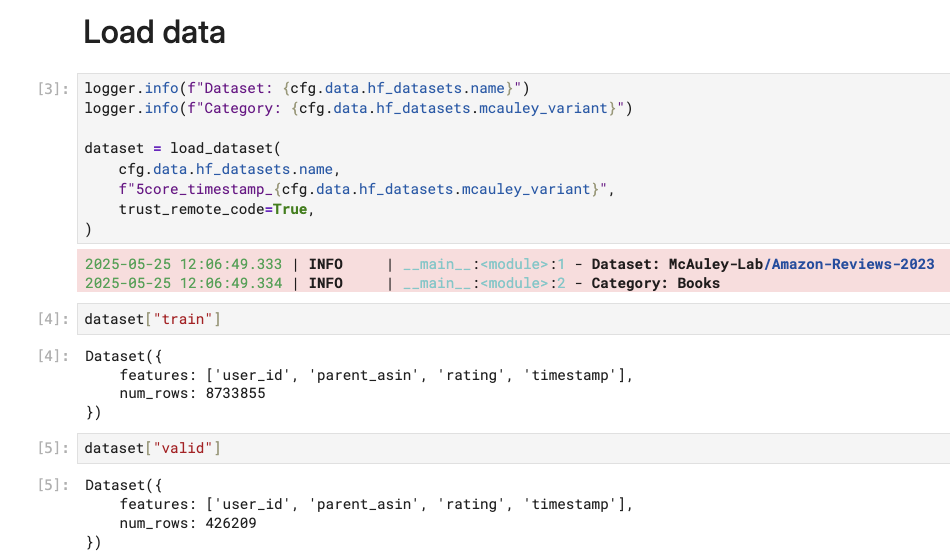 Load data
[3]: logger.info(f"Dataset: {cfg.data.hf_datasets.name}")
logger.info(f"Category: {cfg.data.hf_datasets.mcauley_variant}")
dataset = load_dataset(
    cfg.data.hf_datasets.name,
    f"5core_timestamp_{cfg.data.hf_datasets.mcauley_variant}",
    trust_remote_code=True,
)
2025-05-25 12:06:49.333 | INFO     | __main__:<module>:1 - Dataset: McAuley-Lab/Amazon-Reviews-2023
2025-05-25 12:06:49.334 | INFO     | __main__:<module>:2 - Category: Books
[4]: dataset["train"]
[4]: Dataset({
    features: ['user_id', 'parent_asin', 'rating', 'timestamp'],
    num_rows: 8733855
})
[5]: dataset["valid"]
[5]: Dataset({
    features: ['user_id', 'parent_asin', 'rating', 'timestamp'],
    num_rows: 426209
})